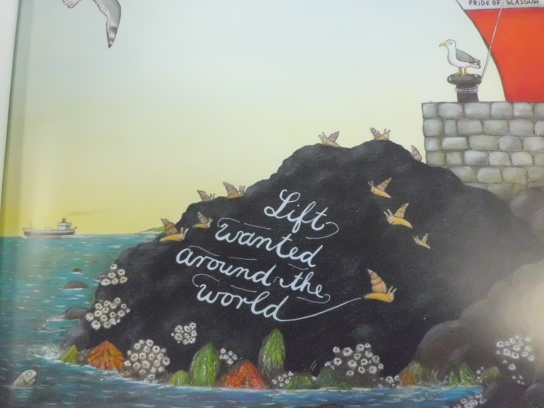 PRIDE OF GLASGOW
Lift
wanted
around the
world